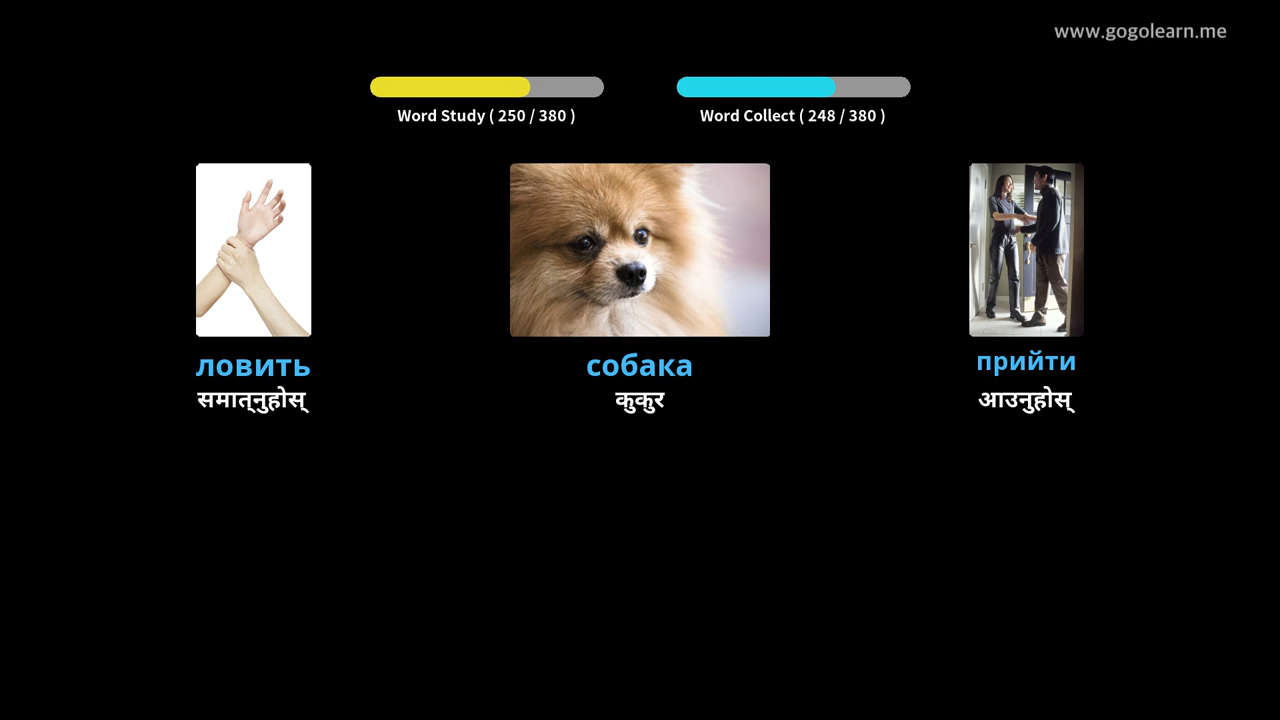 www.gogolearn.me
Word Study ( 250 / 380 )
Word Collect ( 248 / 380 )
ловить
समात्नुहोस्
собака
कुकुर
прийти
आउनुहोस्